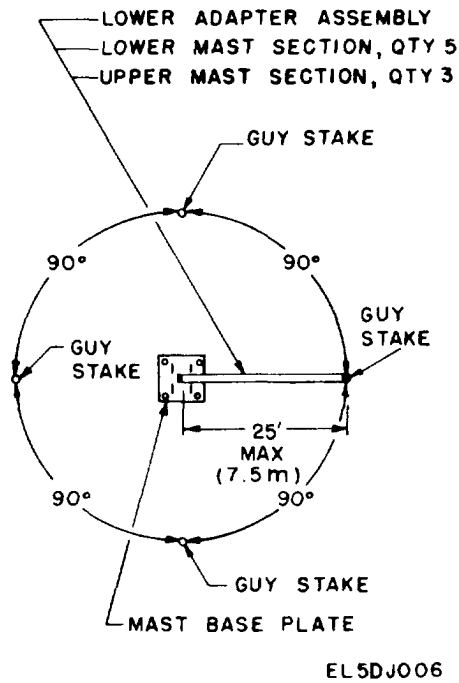 LOWER ADAPTER ASSEMBLY
LOWER MAST SECTION, QTY 5
UPPER MAST SECTION, QTY 3
GUY STAKE
90°
90°
GUY
STAKE
GUY
STAKE
25'
MAX
(7.5m)
90°
90°
GUY STAKE
MAST BASE PLATE
EL5DJ006